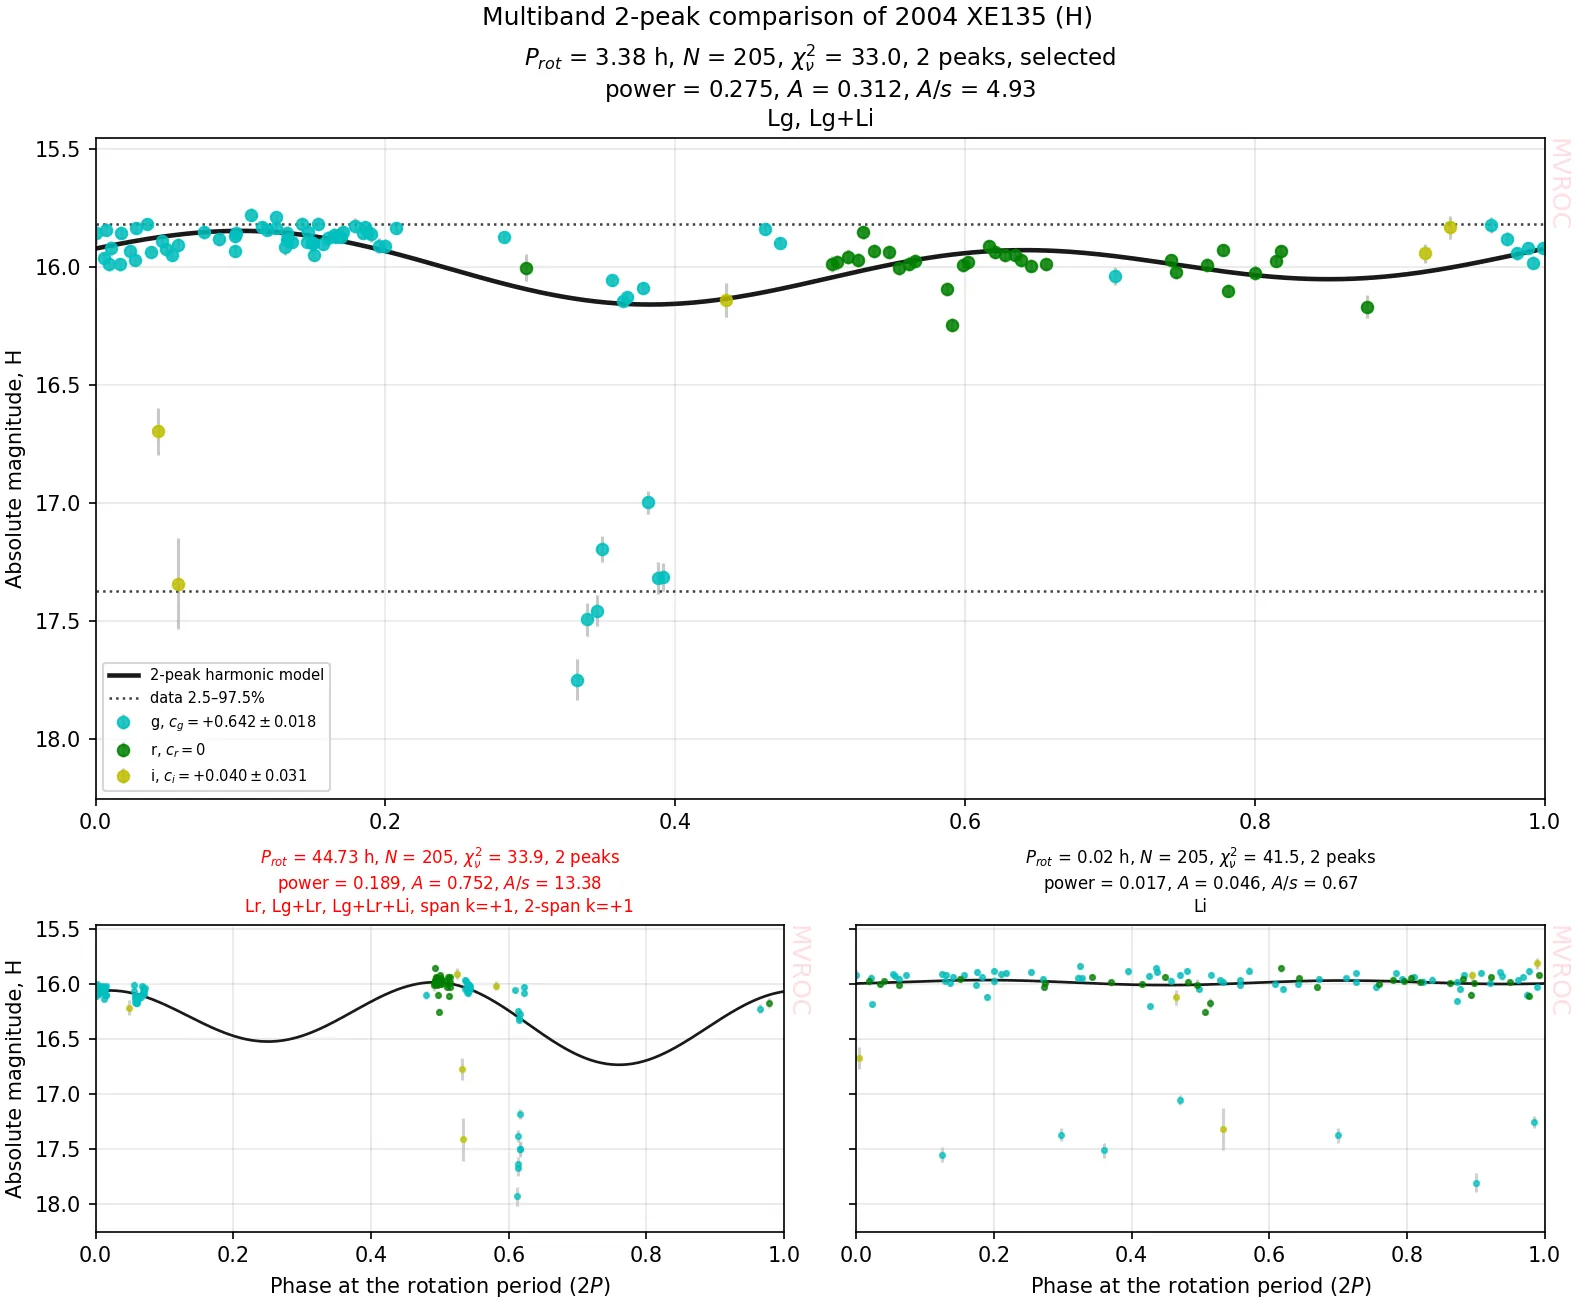 Multiband 2-peak comparison of 2004 XE135 (H)
P_rot = 3.38 h, N = 205, χ²_ν = 33.0, 2 peaks, selected
power = 0.275, A = 0.312, A/s = 4.93
Lg, Lg+Li
MVROC
Absolute magnitude, H
15.5
16.0
16.5
17.0
17.5
18.0
2-peak harmonic model
data 2.5–97.5%
g, c_g = +0.642 ± 0.018
r, c_r = 0
i, c_i = +0.040 ± 0.031
0.0 0.2 0.4 0.6 0.8 1.0
P_rot = 44.73 h, N = 205, χ²_ν = 33.9, 2 peaks
power = 0.189, A = 0.752, A/s = 13.38
Lr, Lg+Lr, Lg+Lr+Li, span k=+1, 2-span k=+1
MVROC
Absolute magnitude, H
15.5
16.0
16.5
17.0
17.5
18.0
0.0 0.2 0.4 0.6 0.8 1.0
Phase at the rotation period (2P)
P_rot = 0.02 h, N = 205, χ²_ν = 41.5, 2 peaks
power = 0.017, A = 0.046, A/s = 0.67
Li
MVROC
0.0 0.2 0.4 0.6 0.8 1.0
Phase at the rotation period (2P)